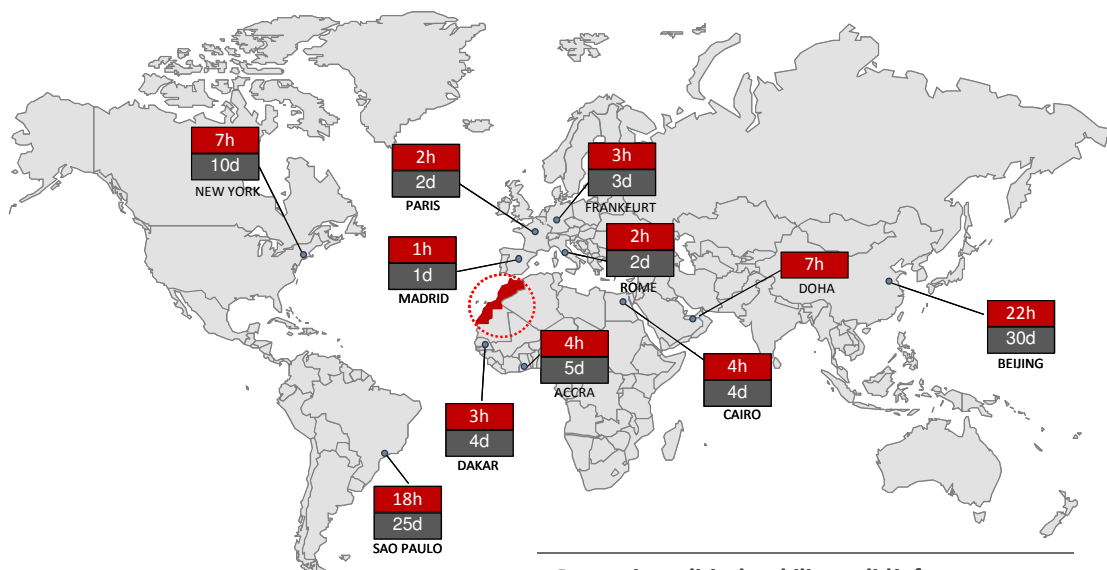 7h
10d
NEW YORK
2h
2d
PARIS
3h
3d
FRANKFURT
1h
1d
MADRID
2h
2d
ROME
7h
DOHA
22h
30d
BEIJING
4h
5d
ACCRA
4h
4d
CAIRO
3h
4d
DAKAR
18h
25d
SAO PAULO